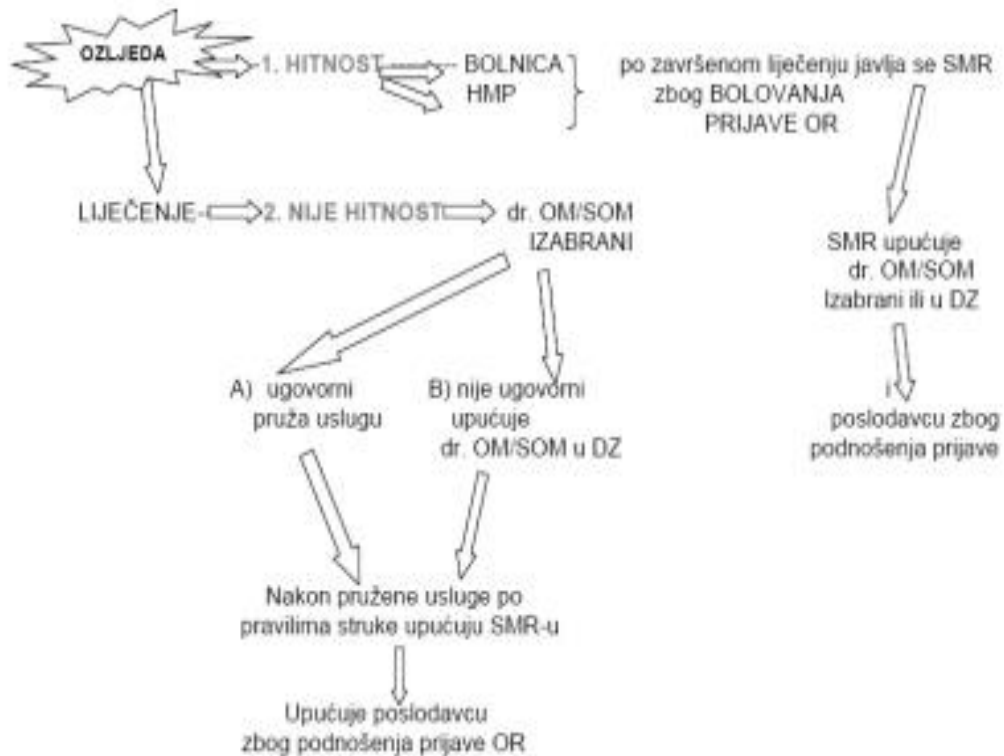 OZLJEDA
1. HITNOST
BOLNICA
HMP
po završenom liječenju javlja se SMR
zbog BOLOVANJA
PRIJAVE OR
LIJEČENJE-
2. NIJE HITNOST
dr. OM/SOM
IZABRANI
SMR upućuje
dr. OM/SOM
Izabrani ili u DZ
i
poslodavcu zbog
podnošenja prijave
A) ugovorni
pruža uslugu
B) nije ugovorni
upućuje
dr. OM/SOM u DZ
Nakon pružene usluge po
pravilima struke upućuju SMR-u
Upućuje poslodavcu
zbog podnošenja prijave OR